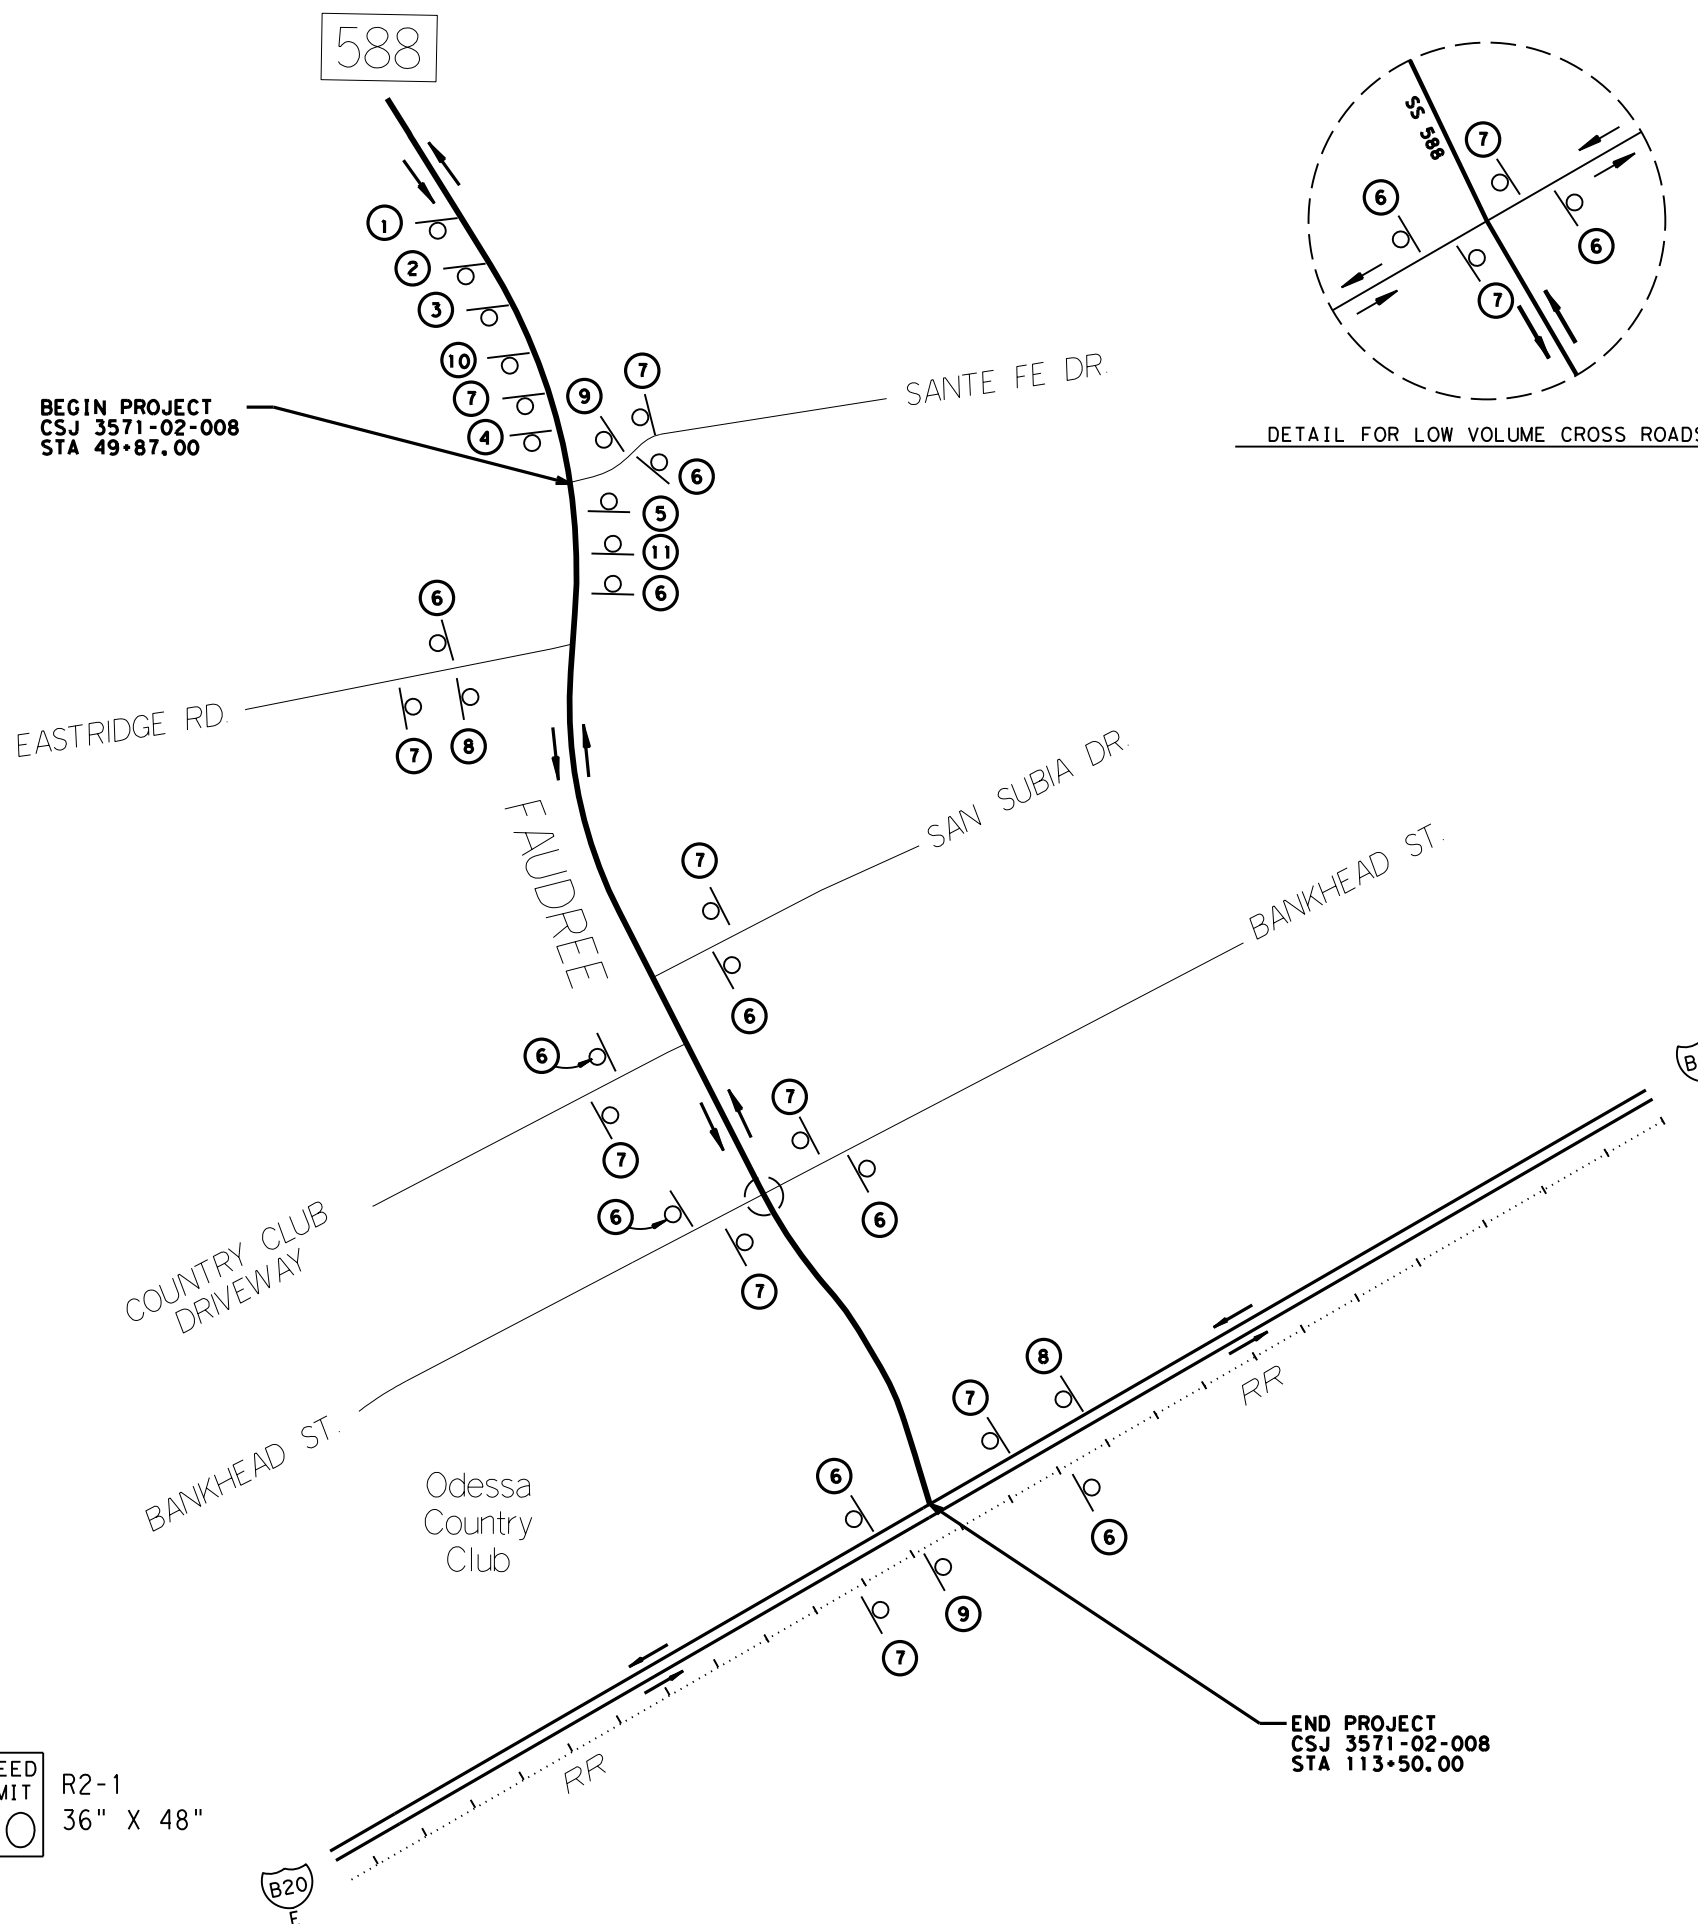 588
SS 588
7
6
6
7
DETAIL FOR LOW VOLUME CROSS ROADS
1
2
3
10
7
4
9
7
6
SANTE FE DR.
BEGIN PROJECT
CSJ 3571-02-008
STA 49+87.00
5
11
6
6
EASTRIDGE RD.
7
8
FAUDREE
7
SAN SUBIA DR.
6
BANKHEAD ST.
6
7
7
6
6
7
COUNTRY CLUB
DRIVEWAY
BANKHEAD ST.
Odessa
Country
Club
8
7
6
6
9
7
RR
RR
B
END PROJECT
CSJ 3571-02-008
STA 113+50.00
EED
MIT
R2-1
36" X 48"
B20
E